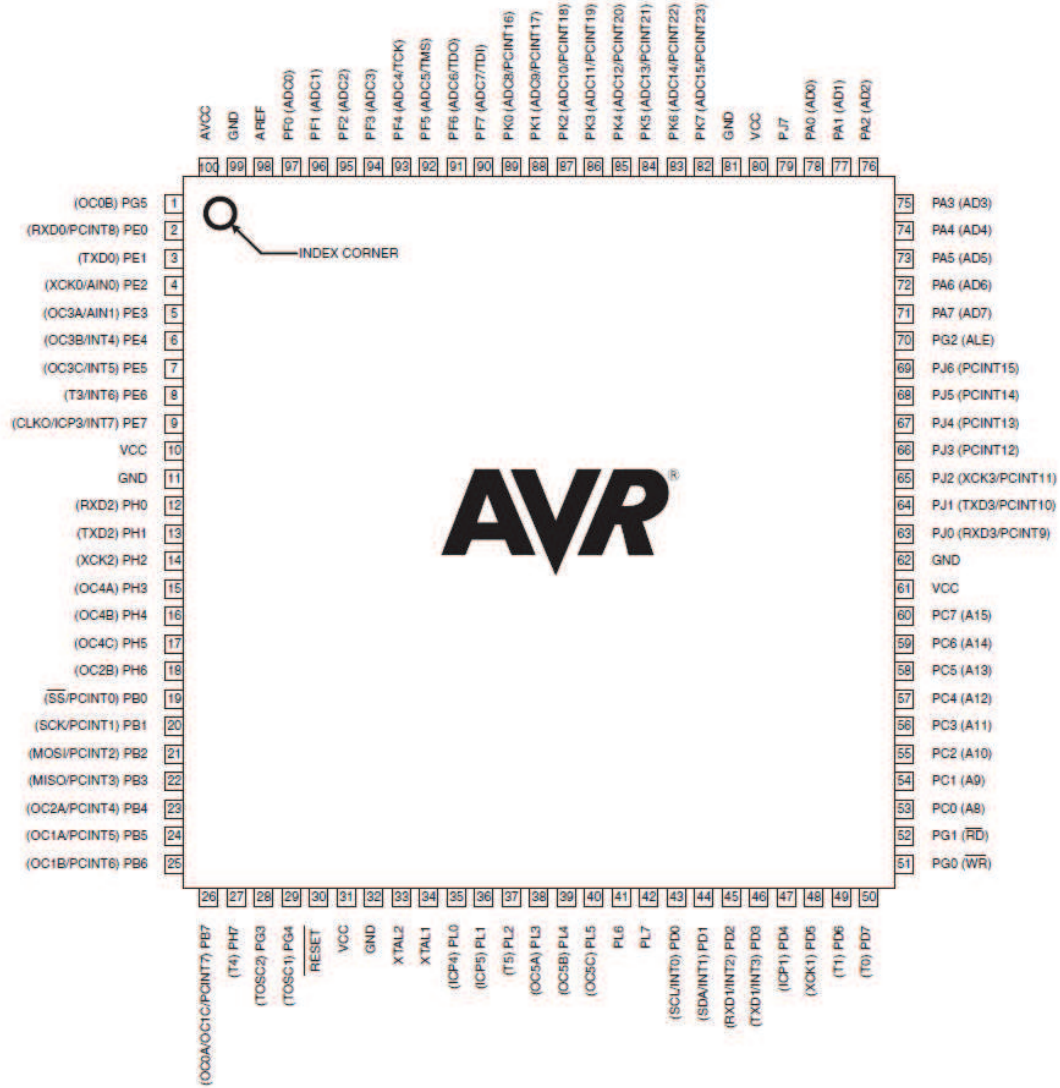 AVCC
GND
AREF
PF0 (ADC0)
PF1 (ADC1)
PF2 (ADC2)
PF3 (ADC3)
PF4 (ADC4/TCK)
PF5 (ADC5/TMS)
PF6 (ADC6/TDO)
PF7 (ADC7/TDI)
PK0 (ADC8/PCINT16)
PK1 (ADC9/PCINT17)
PK2 (ADC10/PCINT18)
PK3 (ADC11/PCINT19)
PK4 (ADC12/PCINT20)
PK5 (ADC13/PCINT21)
PK6 (ADC14/PCINT22)
PK7 (ADC15/PCINT23)
GND
VCC
PJ7
PA0 (AD0)
PA1 (AD1)
PA2 (AD2)
100 99 98 97 96 95 94 93 92 91 90 89 88 87 86 85 84 83 82 81 80 79 78 77 76
(OC0B) PG5 1
(RXD0/PCINT8) PE0 2
(TXD0) PE1 3
(XCK0/AIN0) PE2 4
(OC3A/AIN1) PE3 5
(OC3B/INT4) PE4 6
(OC3C/INT5) PE5 7
(T3/INT6) PE6 8
(CLKO/ICP3/INT7) PE7 9
VCC 10
GND 11
(RXD2) PH0 12
(TXD2) PH1 13
(XCK2) PH2 14
(OC4A) PH3 15
(OC4B) PH4 16
(OC4C) PH5 17
(OC2B) PH6 18
(SS/PCINT0) PB0 19
(SCK/PCINT1) PB1 20
(MOSI/PCINT2) PB2 21
(MISO/PCINT3) PB3 22
(OC2A/PCINT4) PB4 23
(OC1A/PCINT5) PB5 24
(OC1B/PCINT6) PB6 25
INDEX CORNER
AVR®
75 PA3 (AD3)
74 PA4 (AD4)
73 PA5 (AD5)
72 PA6 (AD6)
71 PA7 (AD7)
70 PG2 (ALE)
69 PJ6 (PCINT15)
68 PJ5 (PCINT14)
67 PJ4 (PCINT13)
66 PJ3 (PCINT12)
65 PJ2 (XCK3/PCINT11)
64 PJ1 (TXD3/PCINT10)
63 PJ0 (RXD3/PCINT9)
62 GND
61 VCC
60 PC7 (A15)
59 PC6 (A14)
58 PC5 (A13)
57 PC4 (A12)
56 PC3 (A11)
55 PC2 (A10)
54 PC1 (A9)
53 PC0 (A8)
52 PG1 (RD)
51 PG0 (WR)
26 27 28 29 30 31 32 33 34 35 36 37 38 39 40 41 42 43 44 45 46 47 48 49 50
(OC0A/OC1C/PCINT7) PB7
(T4) PH7
(TOSC2) PG3
(TOSC1) PG4
RESET
VCC
GND
XTAL2
XTAL1
(ICP4) PL0
(ICP5) PL1
(T5) PL2
(OC5A) PL3
(OC5B) PL4
(OC5C) PL5
PL6
PL7
(SCL/INT0) PD0
(SDA/INT1) PD1
(RXD1/INT2) PD2
(TXD1/INT3) PD3
(ICP1) PD4
(XCK1) PD5
(T1) PD6
(T0) PD7